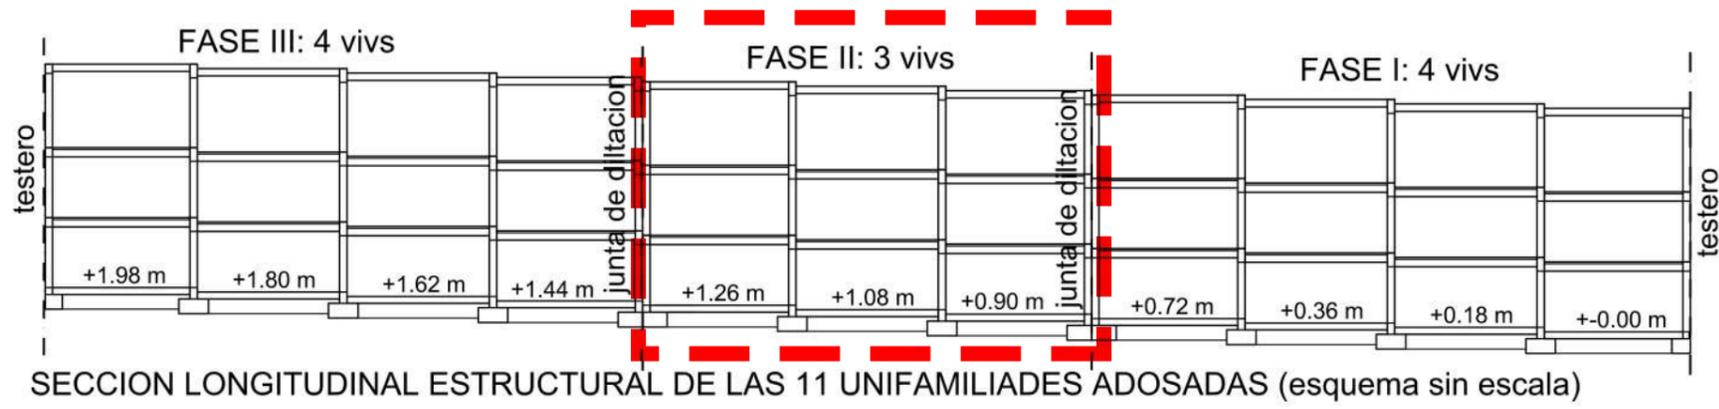 FASE III: 4 vivs
FASE II: 3 vivs
FASE I: 4 vivs
testero
junta de diltacion
junta de diltacion
testero
+1.98 m
+1.80 m
+1.62 m
+1.44 m
+1.26 m
+1.08 m
+0.90 m
+0.72 m
+0.36 m
+0.18 m
+-0.00 m
SECCION LONGITUDINAL ESTRUCTURAL DE LAS 11 UNIFAMILIADES ADOSADAS (esquema sin escala)